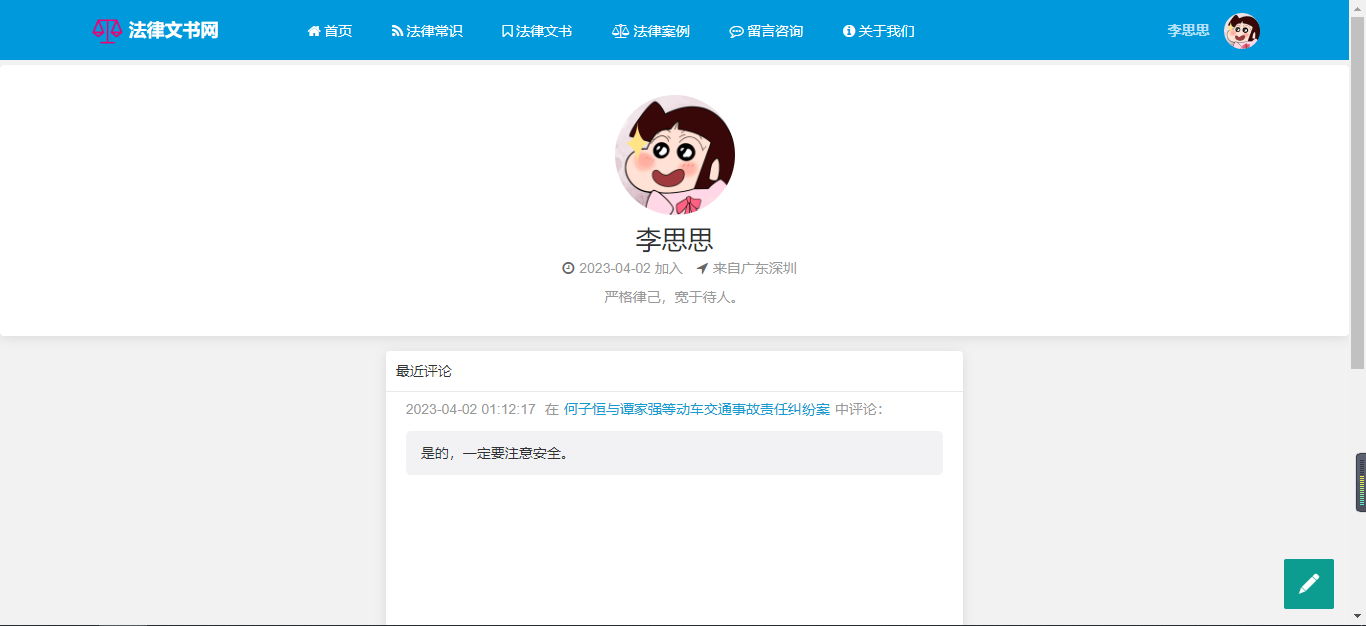 法律文书网 首页 法律常识 法律文书 法律案例 留言咨询 关于我们 李思思
李思思
2023-04-02 加入 来自广东深圳
严格律己，宽于待人。
最近评论
2023-04-02 01:12:17 在 何子恒与谭家强等动车交通事故责任纠纷案 中评论：
是的，一定要注意安全。